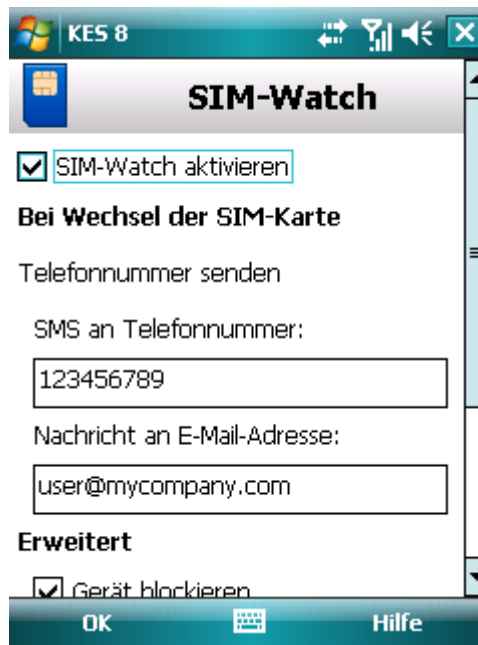 KES 8
SIM-Watch
SIM-Watch aktivieren
Bei Wechsel der SIM-Karte
Telefonnummer senden
SMS an Telefonnummer:
123456789
Nachricht an E-Mail-Adresse:
user@mycompany.com
Erweitert
Gerät blockieren
OK
Hilfe